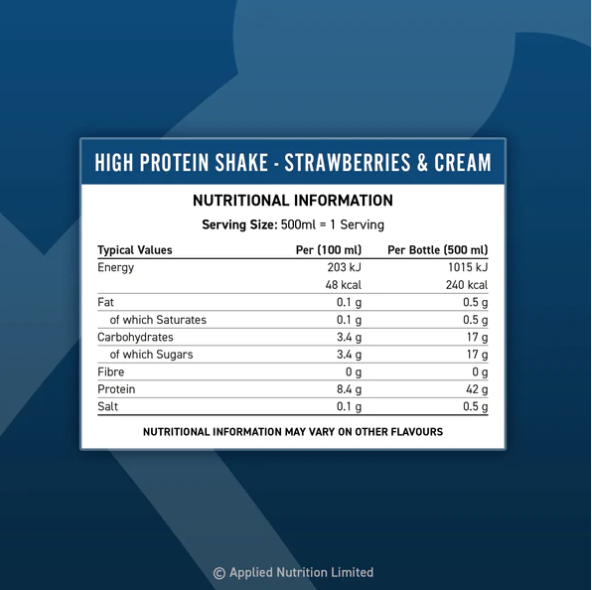 HIGH PROTEIN SHAKE - STRAWBERRIES & CREAM
NUTRITIONAL INFORMATION
Serving Size: 500ml = 1 Serving
Typical Values Per (100 ml) Per Bottle (500 ml)
Energy 203 kJ 1015 kJ
48 kcal 240 kcal
Fat 0.1 g 0.5 g
of which Saturates 0.1 g 0.5 g
Carbohydrates 3.4 g 17 g
of which Sugars 3.4 g 17 g
Fibre 0 g 0 g
Protein 8.4 g 42 g
Salt 0.1 g 0.5 g
NUTRITIONAL INFORMATION MAY VARY ON OTHER FLAVOURS
© Applied Nutrition Limited